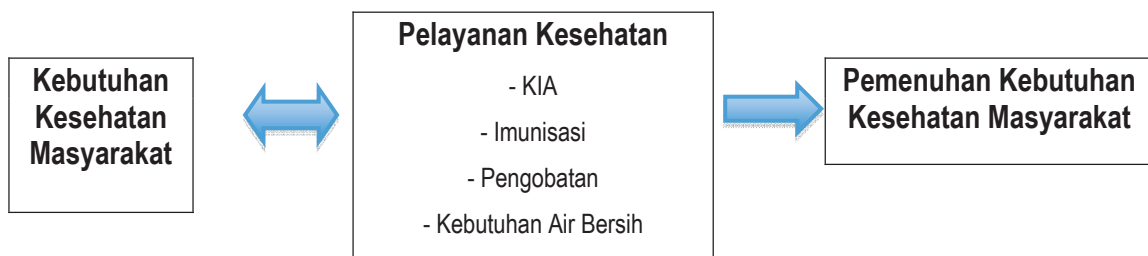 Kebutuhan
Kesehatan
Masyarakat
Pelayanan Kesehatan
- KIA
- Imunisasi
- Pengobatan
- Kebutuhan Air Bersih
Pemenuhan Kebutuhan
Kesehatan Masyarakat